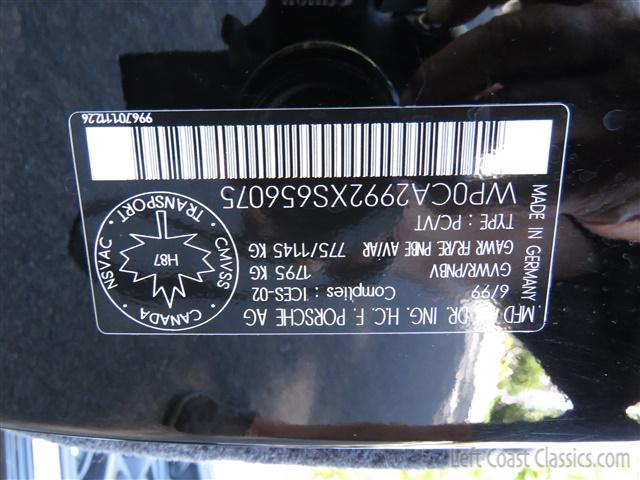 MFD DR. ING. H.C. F. PORSCHE AG
6/99 Complies : ICES-02
GVWR/PNBV 1795 KG
GAWR FR/RE. PNBE AV/AR 775/1145 KG
TYPE : PC/VT
MADE IN GERMANY
WP0CA2992XS656075
99670111226
TRANSPORT
NSVAC
CMVSS
H87
CANADA
Left Coast Classics.com